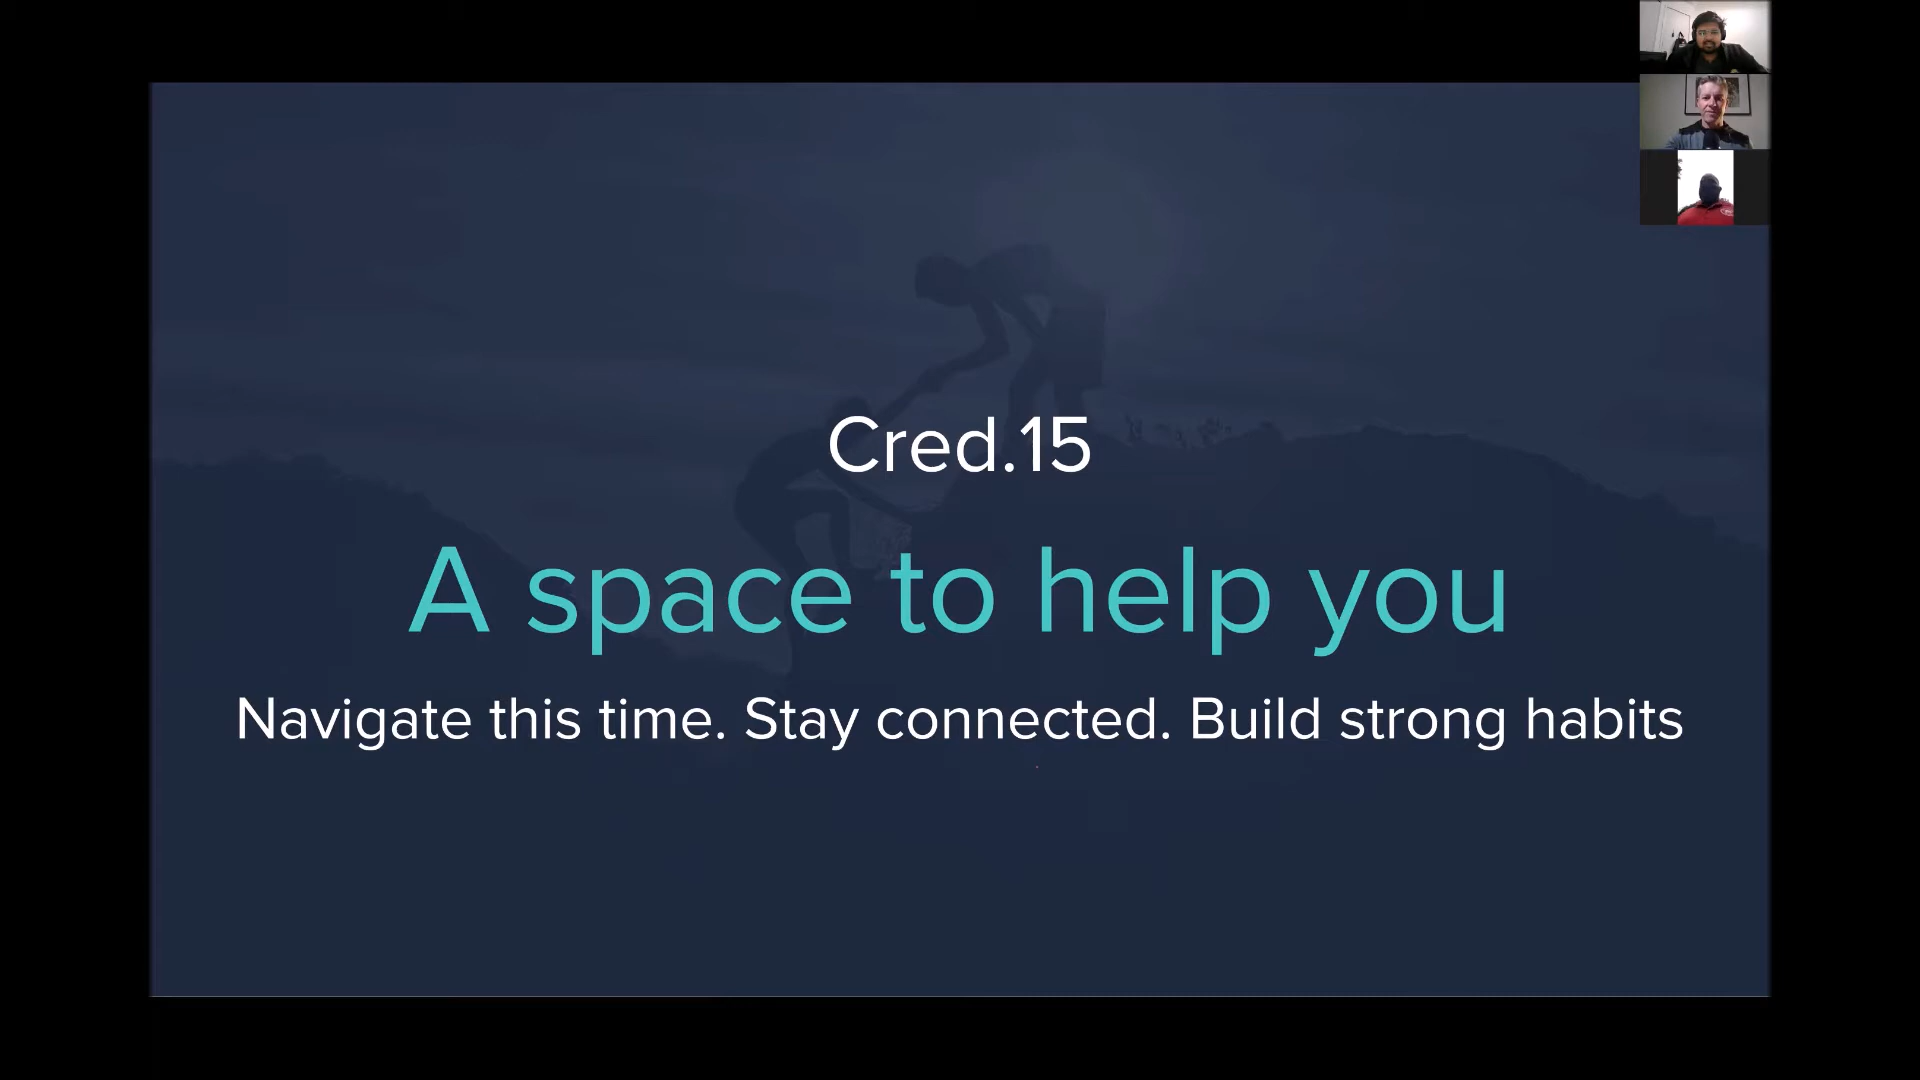 Cred.15
A space to help you
Navigate this time. Stay connected. Build strong habits